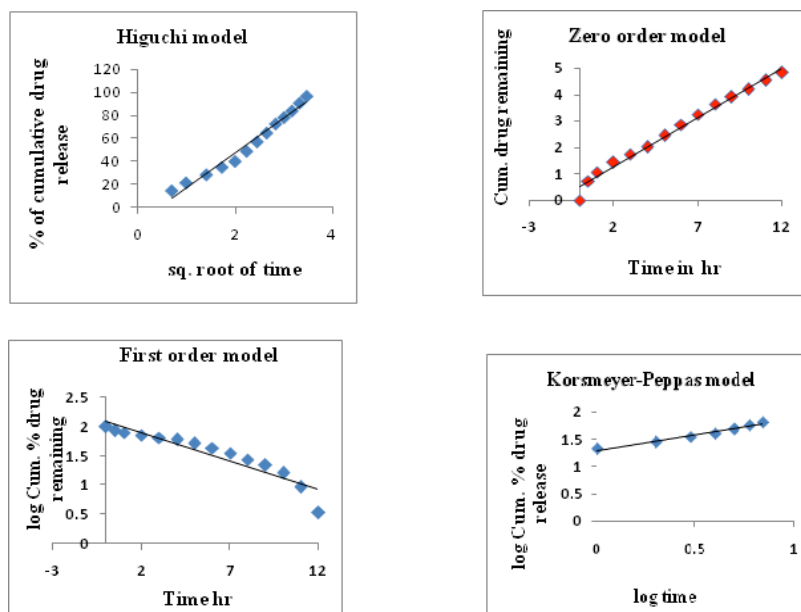 Higuchi model
% of cumulative drug
release
120
100
80
60
40
20
0
0
2
4
sq. root of time
Zero order model
Cum. drug remaining
5
4
3
2
1
0
-3
2
7
12
Time in hr
First order model
log Cum. % drug
remaining
2.5
2
1.5
1
0.5
0
-3
2
7
12
Time hr
Korsmeyer-Peppas model
log Cum. % drug
release
2
1.5
1
0.5
0
0
0.5
1
log time